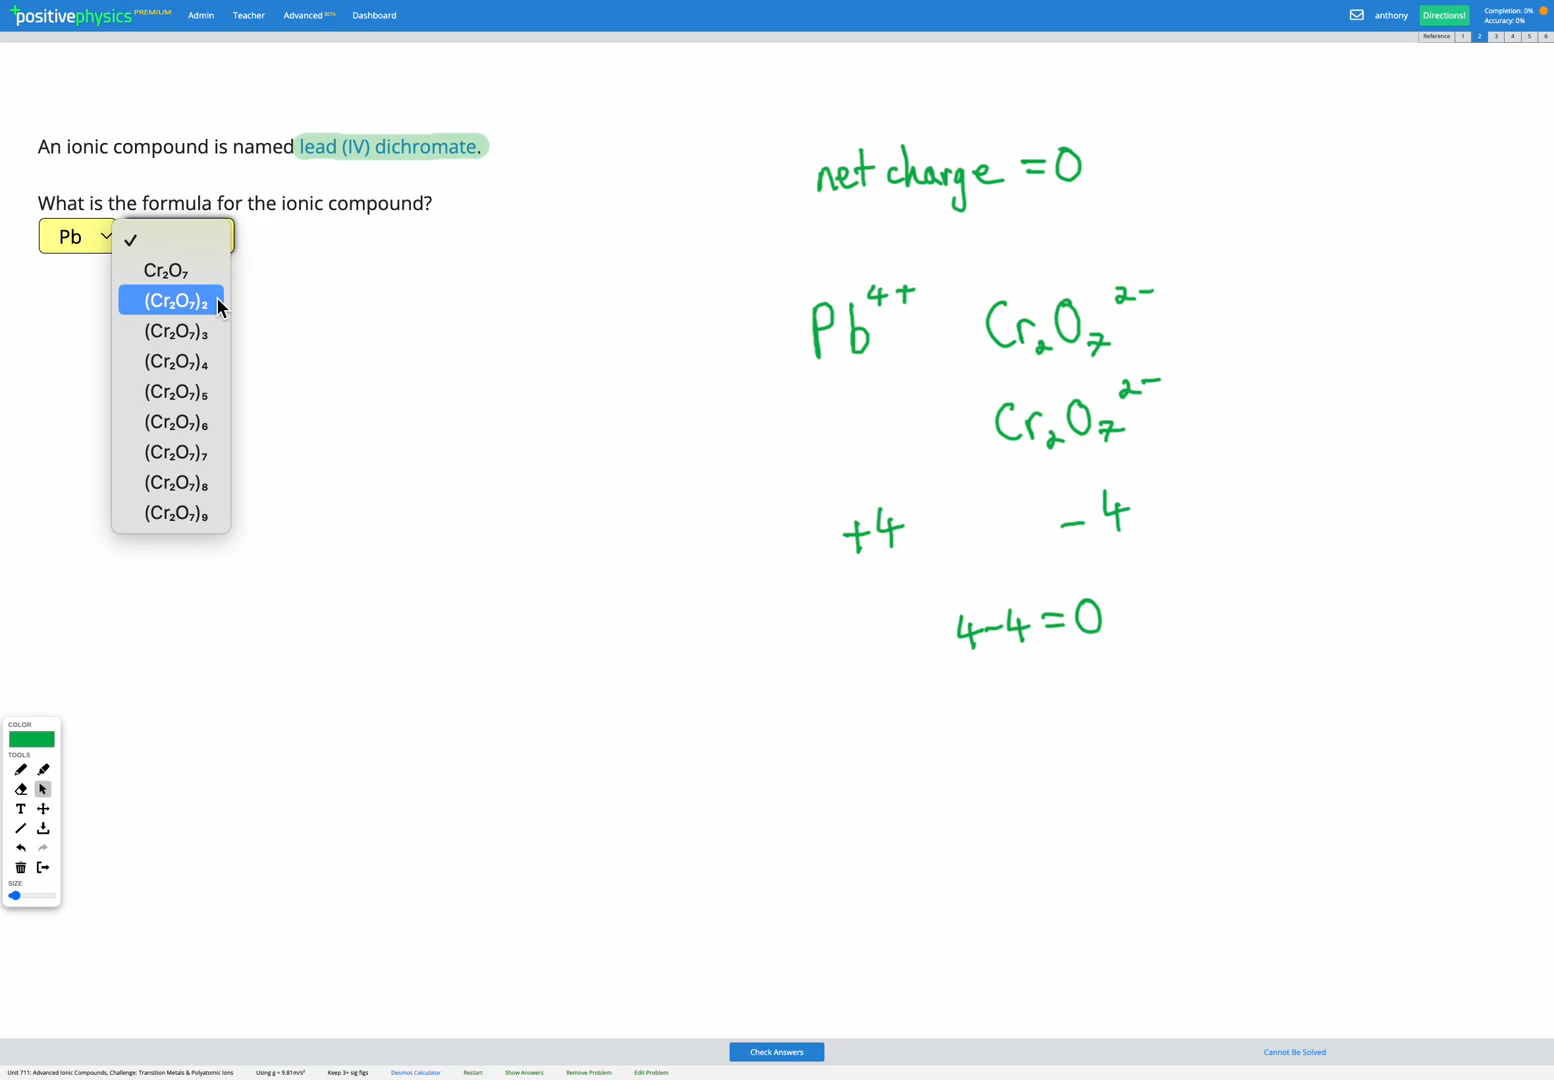 +positivephysics PREMIUM Admin Teacher Advanced BETA Dashboard anthony Directions! Completion: 0%
Accuracy: 0%
Reference 1 2 3 4 5 6
An ionic compound is named lead (IV) dichromate.
What is the formula for the ionic compound?
Pb
Cr₂O₇
(Cr₂O₇)₂
(Cr₂O₇)₃
(Cr₂O₇)₄
(Cr₂O₇)₅
(Cr₂O₇)₆
(Cr₂O₇)₇
(Cr₂O₇)₈
(Cr₂O₇)₉
net charge = 0
Pb⁴⁺ Cr₂O₇²⁻
Cr₂O₇²⁻
+4 -4
4-4=0
COLOR
TOOLS
T
SIZE
Check Answers Cannot Be Solved
Unit 711: Advanced Ionic Compounds, Challenge: Transition Metals & Polyatomic Ions Using g = 9.81m/s² Keep 3+ sig figs Desmos Calculator Restart Show Answers Remove Problem Edit Problem